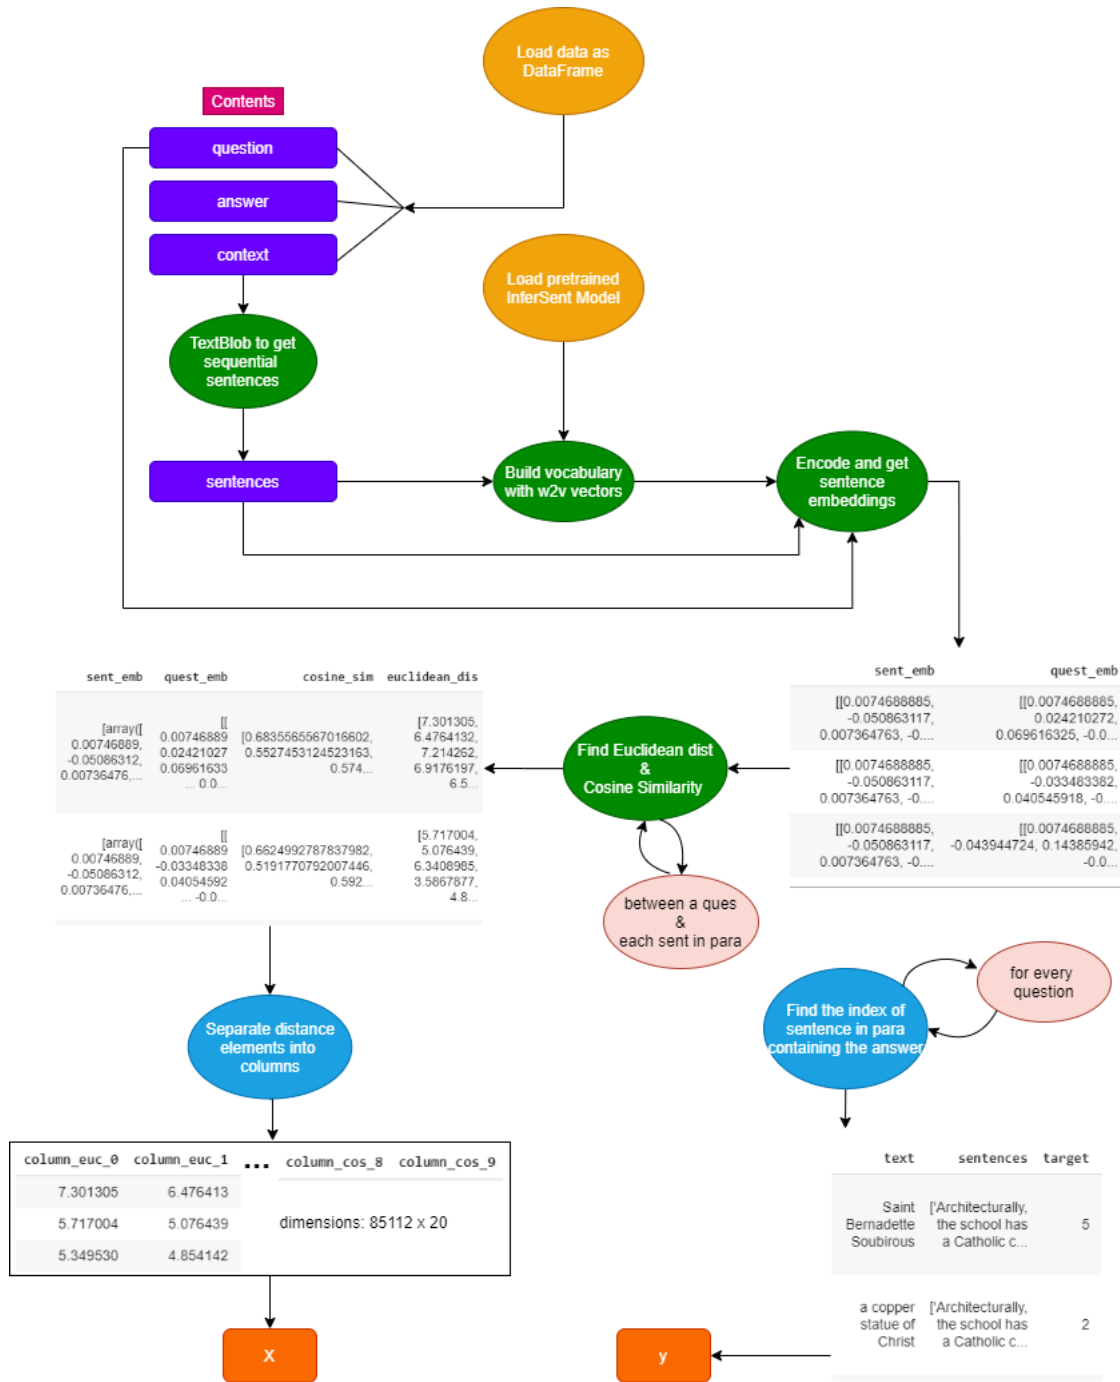 Load data as
DataFrame
Contents
question
answer
context
Load pretrained
InferSent Model
TextBlob to get
sequential
sentences
sentences
Build vocabulary
with w2v vectors
Encode and get
sentence
embeddings
sent_emb quest_emb cosine_sim euclidean_dis
[array([
0.00746889,
-0.05086312,
0.00736476,...
[[
0.00746889
0.02421027
0.06961633
... 0.0...
[0.6835565567016602,
0.5527453124523163,
0.574...
[7.301305,
6.4764132,
7.214262,
6.9176197,
6.5...
[array([
0.00746889,
-0.05086312,
0.00736476,...
[[
0.00746889
-0.03348338
0.04054592
... -0.0...
[0.6624992787837982,
0.5191770792007446,
0.592...
[5.717004,
5.076439,
6.3408985,
3.5867877,
4.8...
Find Euclidean dist
&
Cosine Similarity
between a ques
&
each sent in para
sent_emb quest_emb
[[0.0074688885,
-0.050863117,
0.007364763, -0....
[[0.0074688885,
0.024210272,
0.069616325, -0.0...
[[0.0074688885,
-0.050863117,
0.007364763, -0....
[[0.0074688885,
-0.033483382,
0.040545918, -0....
[[0.0074688885,
-0.050863117,
0.007364763, -0....
[[0.0074688885,
-0.043944724, 0.14385942,
-0.0...
Separate distance
elements into
columns
Find the index of
sentence in para
containing the answer
for every
question
column_euc_0 column_euc_1 ... column_cos_8 column_cos_9
7.301305 6.476413
5.717004 5.076439
5.349530 4.854142
dimensions: 85112 x 20
X
text sentences target
Saint
Bernadette
Soubirous
['Architecturally,
the school has
a Catholic c...
5
a copper
statue of
Christ
['Architecturally,
the school has
a Catholic c...
2
y